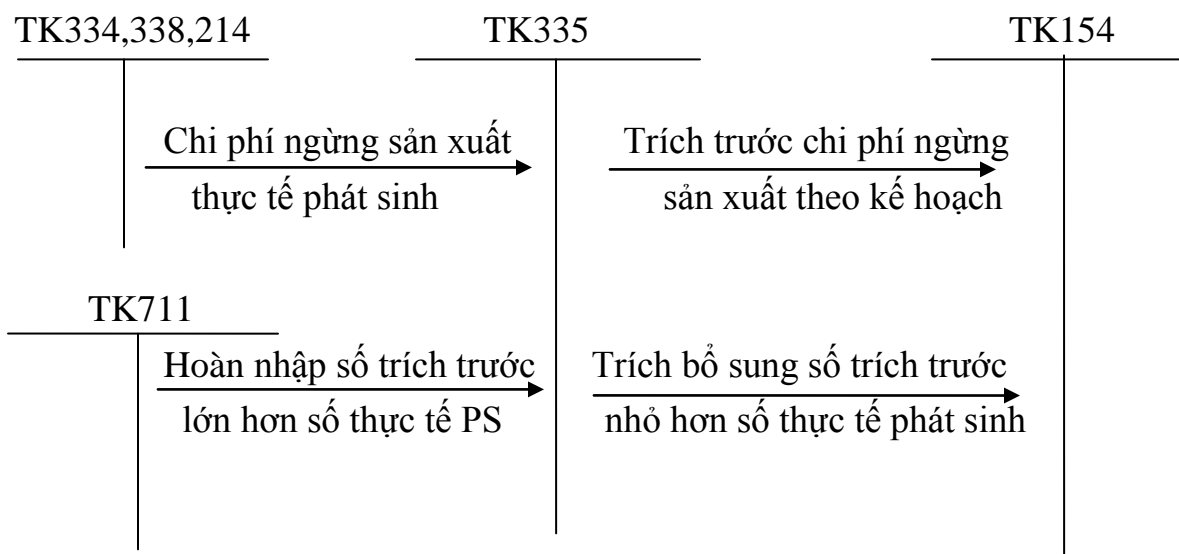 TK334,338,214
TK335
TK154
Chi phí ngừng sản xuất
thực tế phát sinh
Trích trước chi phí ngừng
sản xuất theo kế hoạch
TK711
Hoàn nhập số trích trước
lớn hơn số thực tế PS
Trích bổ sung số trích trước
nhỏ hơn số thực tế phát sinh